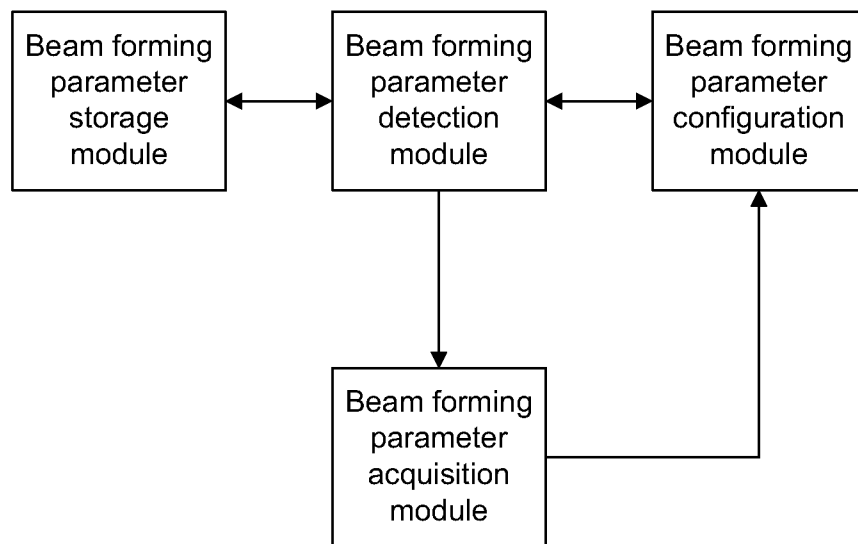 Beam forming
parameter
storage
module
Beam forming
parameter
detection
module
Beam forming
parameter
configuration
module
Beam forming
parameter
acquisition
module